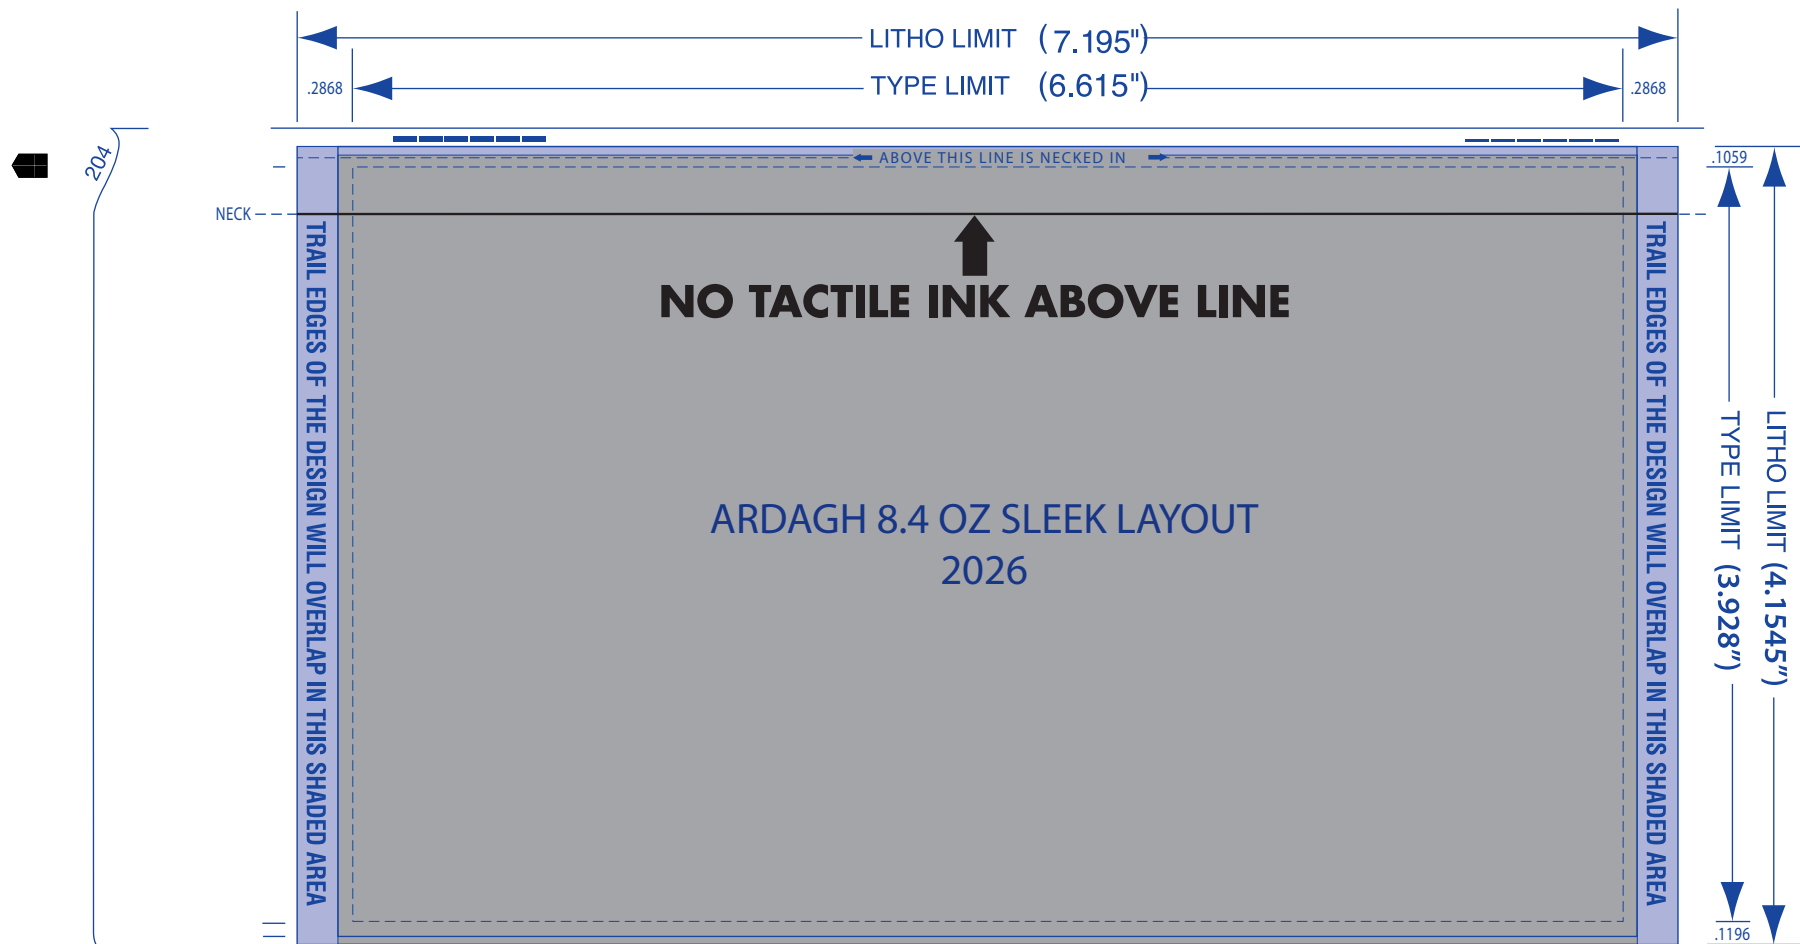 LITHO LIMIT (7.195")
.2868 TYPE LIMIT (6.615") .2868
204
ABOVE THIS LINE IS NECKED IN
.1059
NECK
NO TACTILE INK ABOVE LINE
TRAIL EDGES OF THE DESIGN WILL OVERLAP IN THIS SHADED AREA
ARDAGH 8.4 OZ SLEEK LAYOUT
2026
TRAIL EDGES OF THE DESIGN WILL OVERLAP IN THIS SHADED AREA
TYPE LIMIT (3.928")
LITHO LIMIT (4.1545")
.1196